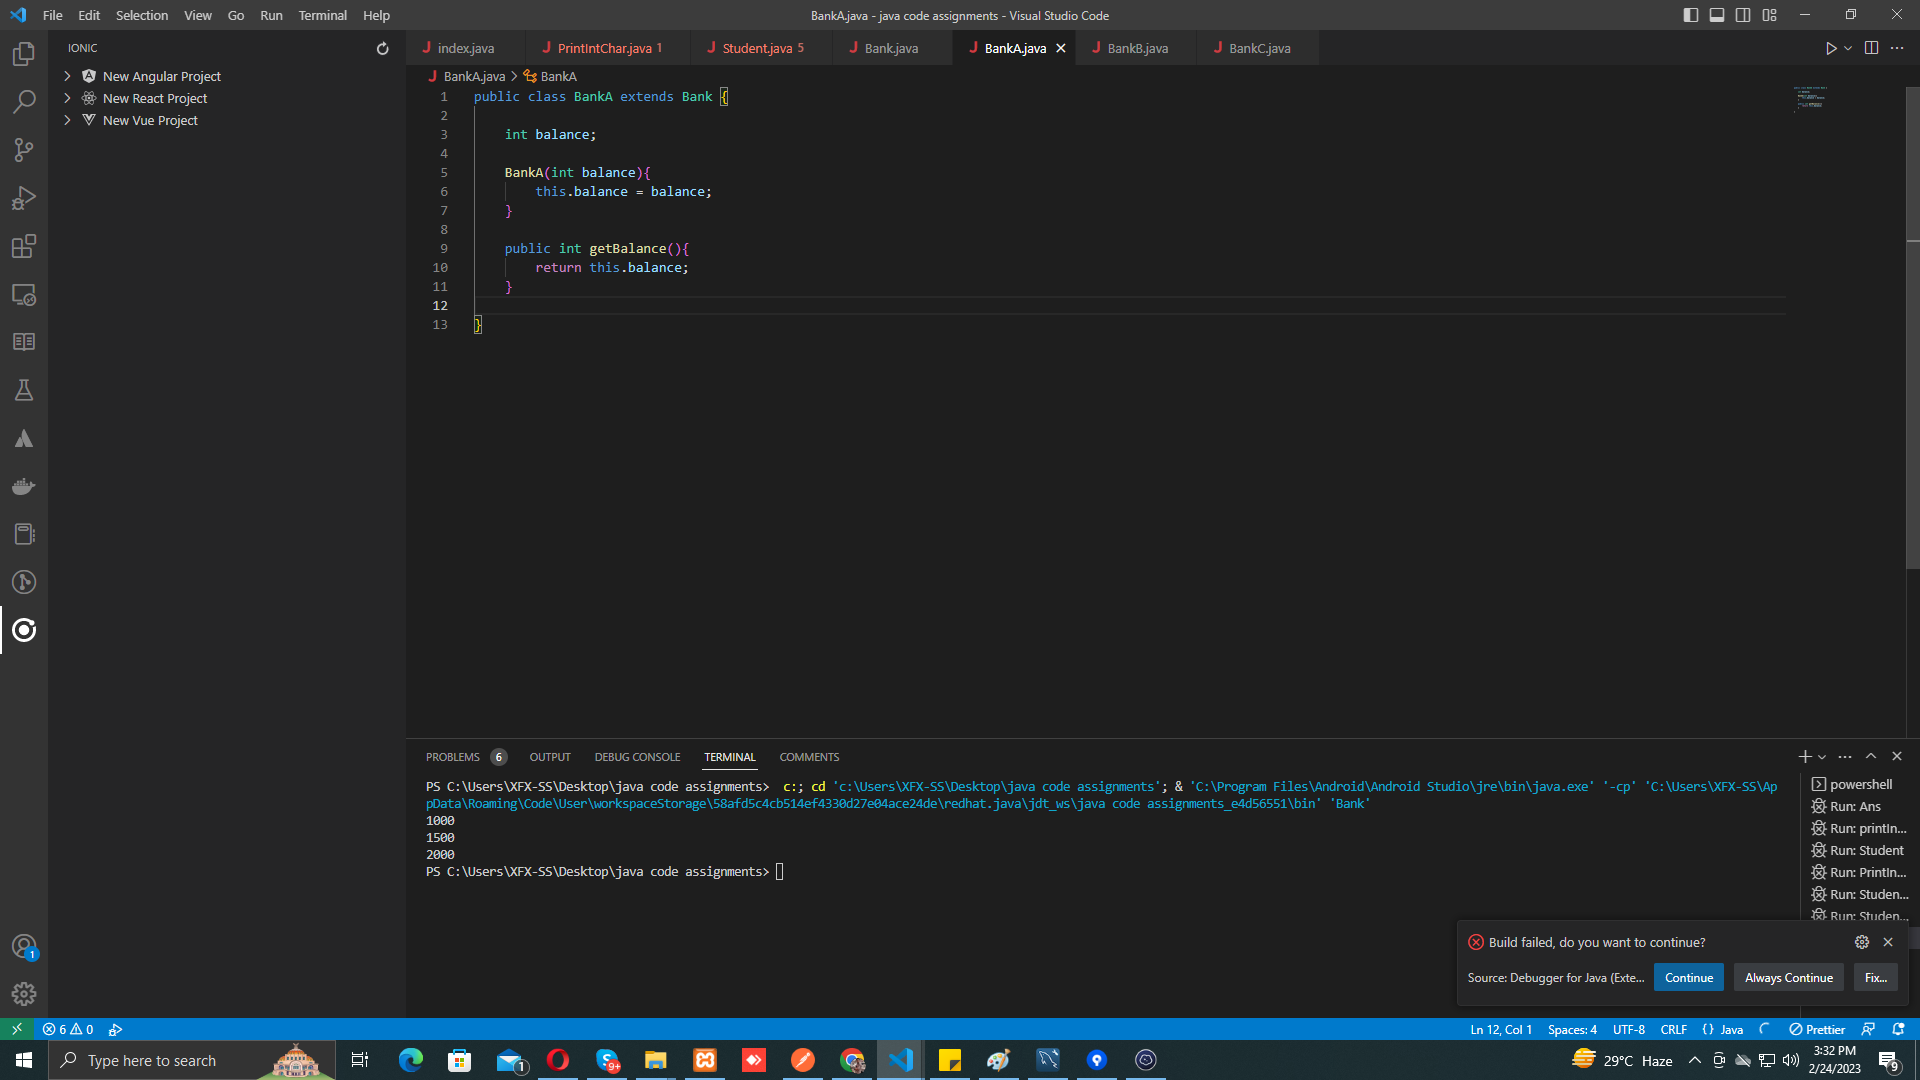 File Edit Selection View Go Run Terminal Help
BankA.java - java code assignments - Visual Studio Code
IONIC
New Angular Project
New React Project
New Vue Project
index.java
PrintIntChar.java 1
Student.java 5
Bank.java
BankA.java
BankB.java
BankC.java
BankA.java > BankA
1 public class BankA extends Bank {
2
3 int balance;
4
5 BankA(int balance){
6 this.balance = balance;
7 }
8
9 public int getBalance(){
10 return this.balance;
11 }
12
13 }
PROBLEMS 6 OUTPUT DEBUG CONSOLE TERMINAL COMMENTS
PS C:\Users\XFX-SS\Desktop\java code assignments> c:; cd 'c:\Users\XFX-SS\Desktop\java code assignments'; & 'C:\Program Files\Android\Android Studio\jre\bin\java.exe' '-cp' 'C:\Users\XFX-SS\Ap
pData\Roaming\Code\User\workspaceStorage\58afd5c4cb514ef4330d27e04ace24de\redhat.java\jdt_ws\java code assignments_e4d56551\bin' 'Bank'
1000
1500
2000
PS C:\Users\XFX-SS\Desktop\java code assignments>
powershell
Run: Ans
Run: printIn...
Run: Student
Run: PrintIn...
Run: Studen...
Run: Studen...
Build failed, do you want to continue?
Source: Debugger for Java (Exte... Continue Always Continue Fix...
1
6 0
Ln 12, Col 1 Spaces: 4 UTF-8 CRLF {} Java Prettier
Type here to search
1
9+
29°C Haze
3:32 PM
2/24/2023
9